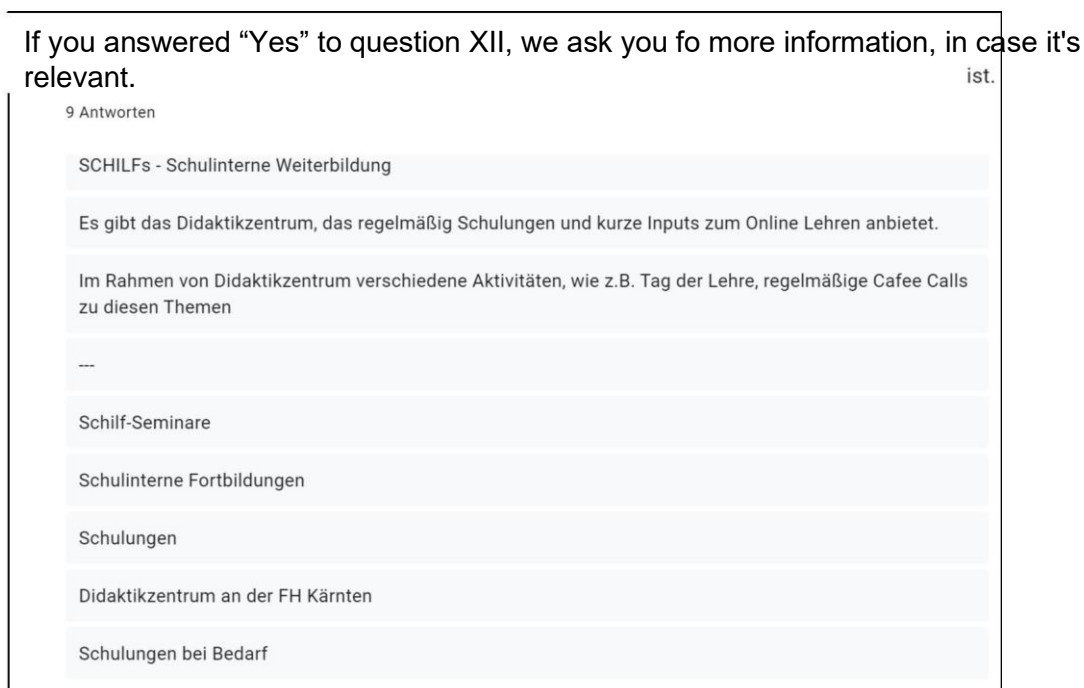 If you answered “Yes” to question XII, we ask you fo more information, in case it's
relevant.
ist.
9 Antworten
SCHILFs - Schulinterne Weiterbildung
Es gibt das Didaktikzentrum, das regelmäßig Schulungen und kurze Inputs zum Online Lehren anbietet.
Im Rahmen von Didaktikzentrum verschiedene Aktivitäten, wie z.B. Tag der Lehre, regelmäßige Cafee Calls
zu diesen Themen
---
Schilf-Seminare
Schulinterne Fortbildungen
Schulungen
Didaktikzentrum an der FH Kärnten
Schulungen bei Bedarf